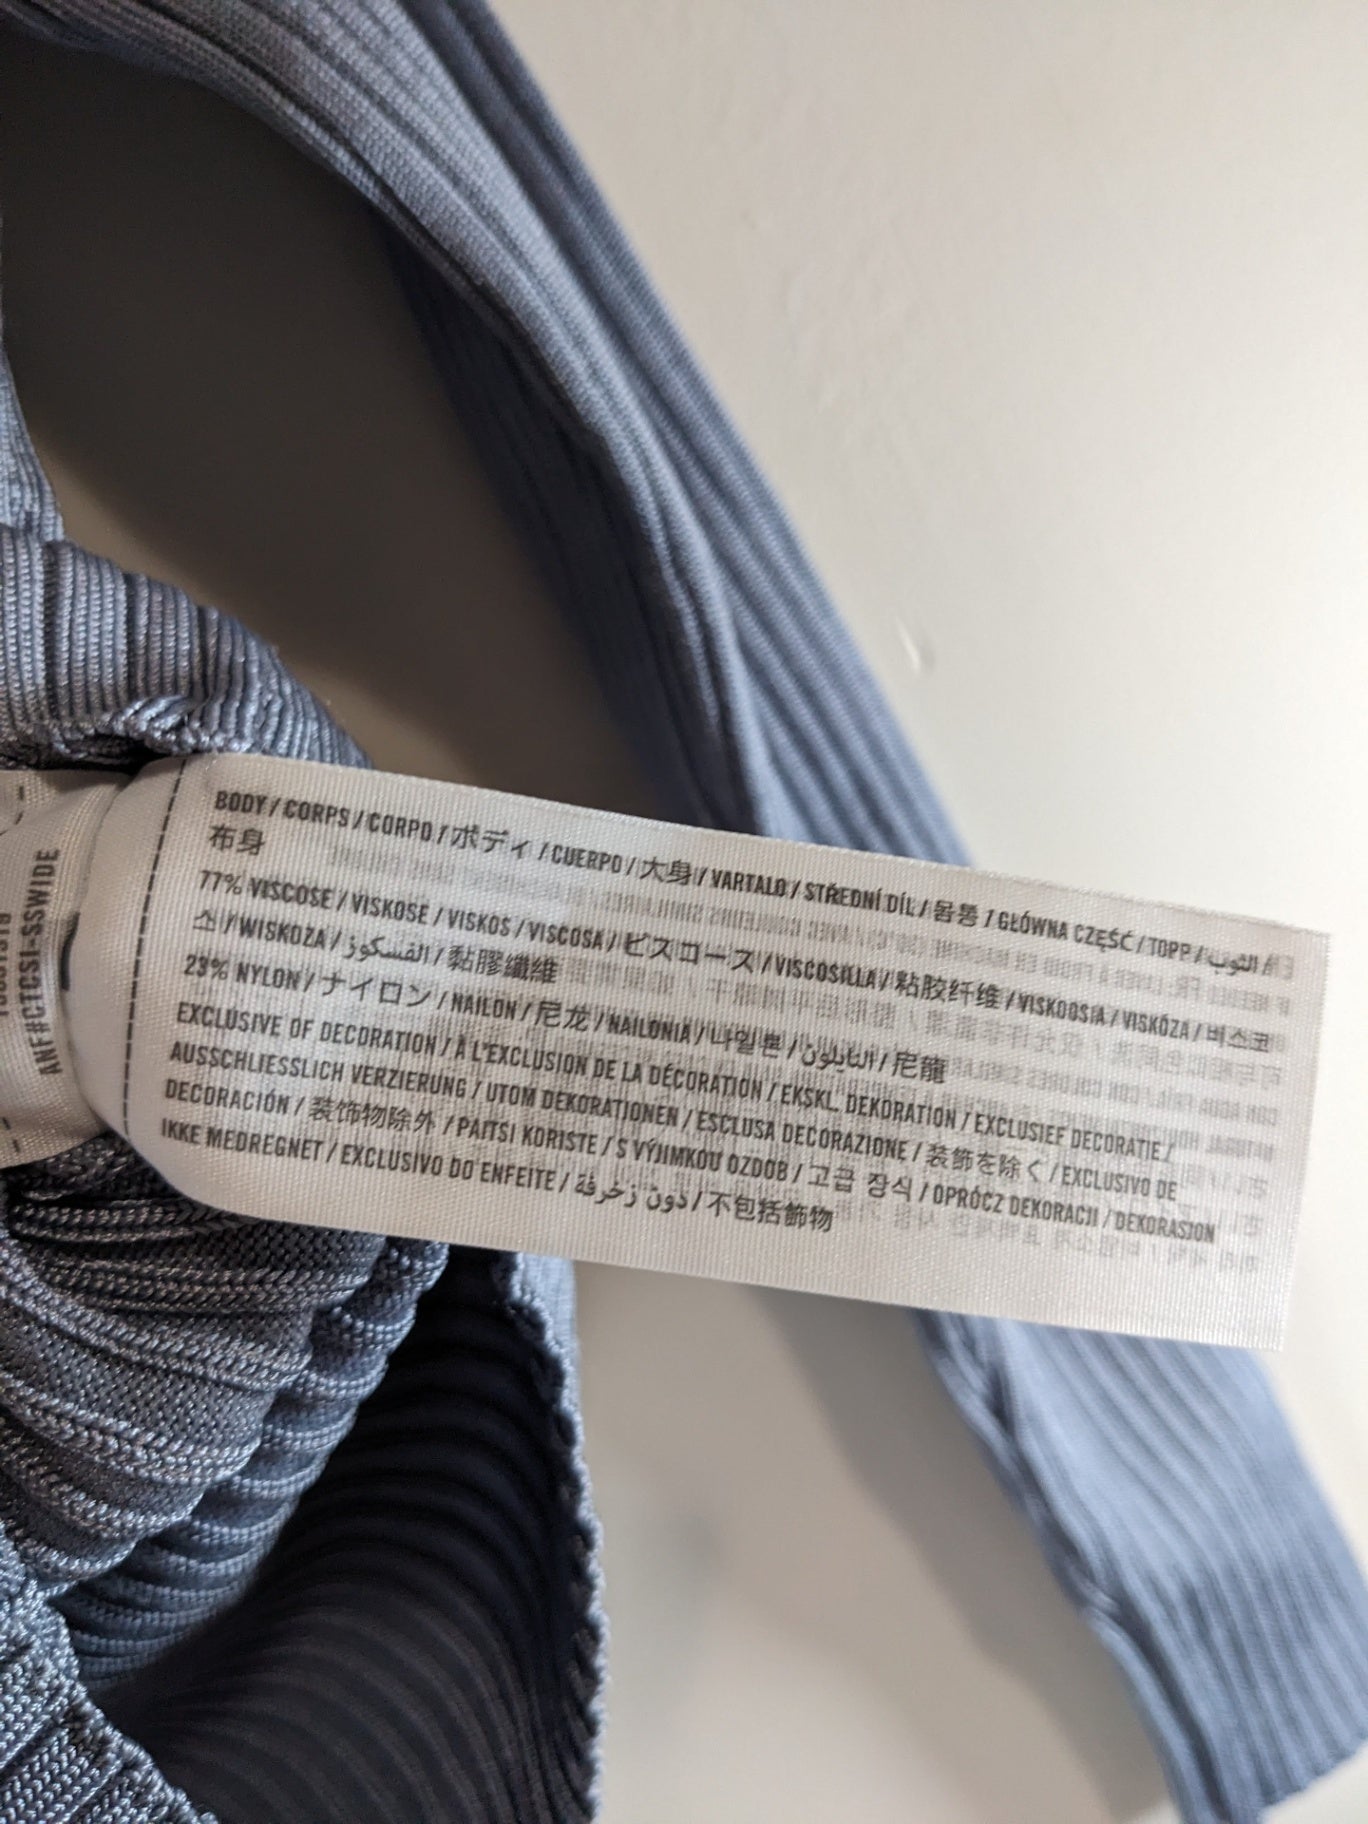 BODY / CORPS / CORPO / ボディ / CUERPO / 大身 / VARTALO / STŘEDNÍ DÍL / 몸통 / GŁÓWNA CZĘŚĆ / TOPP / الثوب /
布身
77% VISCOSE / VISKOSE / VISKOS / VISCOSA / ビスコース / VISCOSILLA / 粘胶纤维 / VISKOOSIA / VISKÓZA / 비스코
스 / WISKOZA / الفسكوز / 黏膠纖維
23% NYLON / ナイロン / NAILON / 尼龙 / NAILONIA / 나일론 / النايلون / 尼龍
EXCLUSIVE OF DECORATION / À L'EXCLUSION DE LA DÉCORATION / EKSKL. DEKORATION / EXCLUSIEF DECORATIE /
AUSSCHLIESSLICH VERZIERUNG / UTOM DEKORATIONEN / ESCLUSA DECORAZIONE / 装飾を除く / EXCLUSIVO DE
DECORACIÓN / 装饰物除外 / PAITSI KORISTE / S VÝJIMKOU OZDOB / 고급 장식 / OPRÓCZ DEKORACJI / DEKORASJON
IKKE MEDREGNET / EXCLUSIVO DO ENFEITE / دون زخرفة / 不包括飾物
ANF#CTCSI-SSWIDE